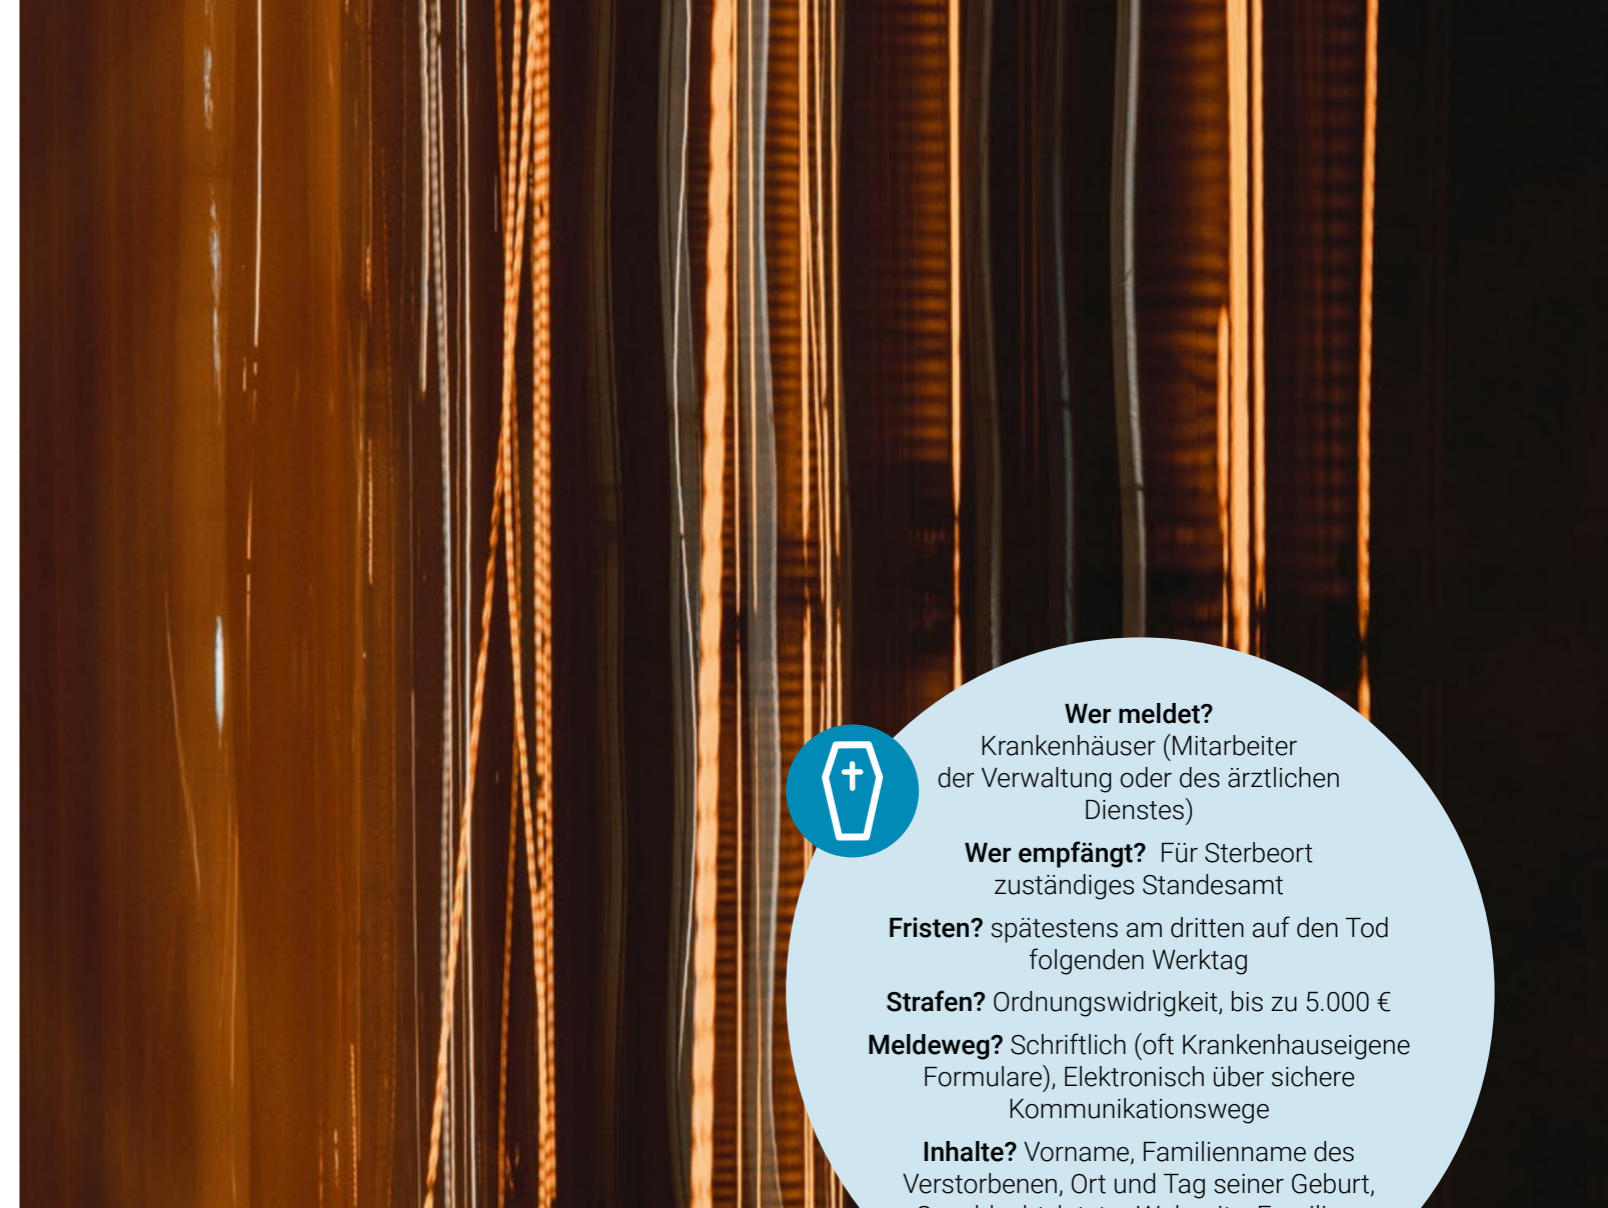 Wer meldet?
Krankenhäuser (Mitarbeiter
der Verwaltung oder des ärztlichen
Dienstes)
Wer empfängt? Für Sterbeort
zuständiges Standesamt
Fristen? spätestens am dritten auf den Tod
folgenden Werktag
Strafen? Ordnungswidrigkeit, bis zu 5.000 €
Meldeweg? Schriftlich (oft Krankenhauseigene
Formulare), Elektronisch über sichere
Kommunikationswege
Inhalte? Vorname, Familienname des
Verstorbenen, Ort und Tag seiner Geburt,